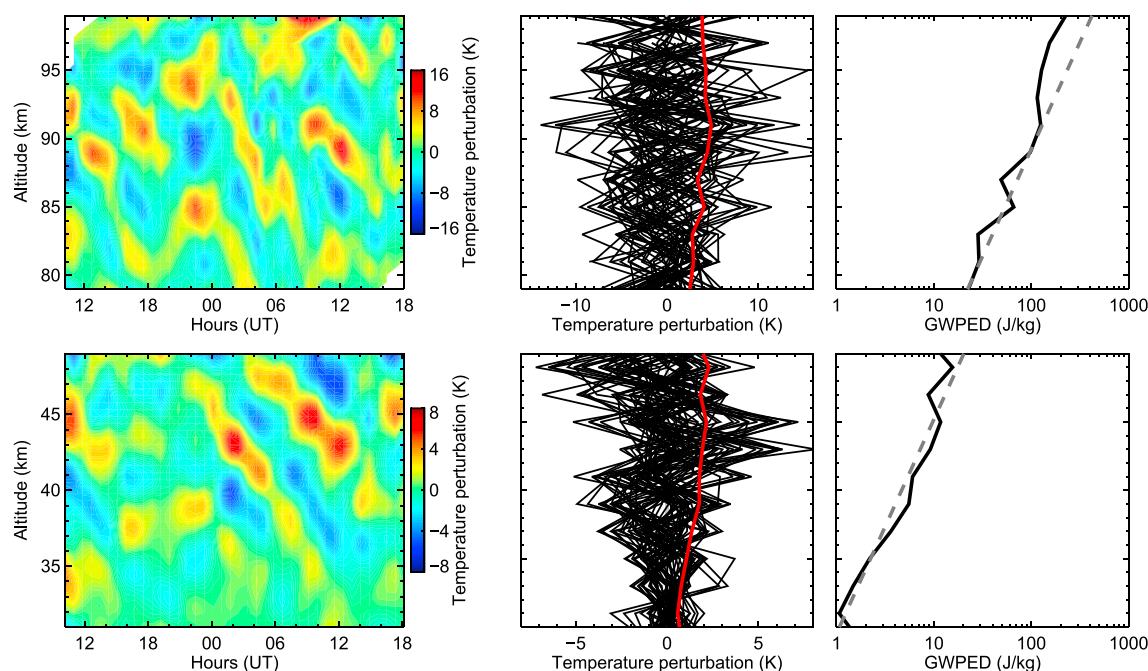 Altitude (km)
95
90
85
80
12 18 00 06 12 18
Hours (UT)
16
8
0
−8
−16
Temperature perturbation (K)
−10 0 10
Temperature perturbation (K)
1 10 100 1000
GWPED (J/kg)
Altitude (km)
45
40
35
12 18 00 06 12 18
Hours (UT)
8
4
0
−4
−8
Temperature perturbation (K)
−5 0 5
Temperature perturbation (K)
1 10 100 1000
GWPED (J/kg)